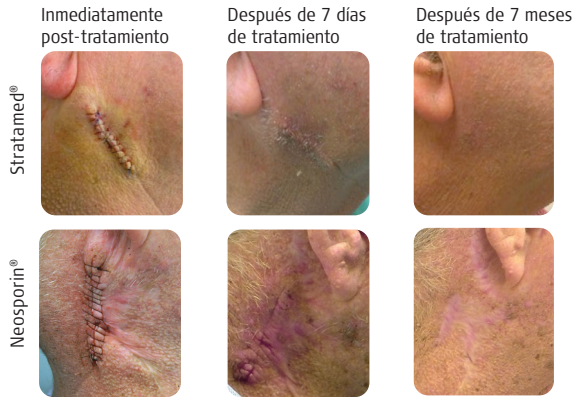 Inmediatamente
post-tratamiento
Después de 7 días
de tratamiento
Después de 7 meses
de tratamiento
Stratamed®
Neosporin®